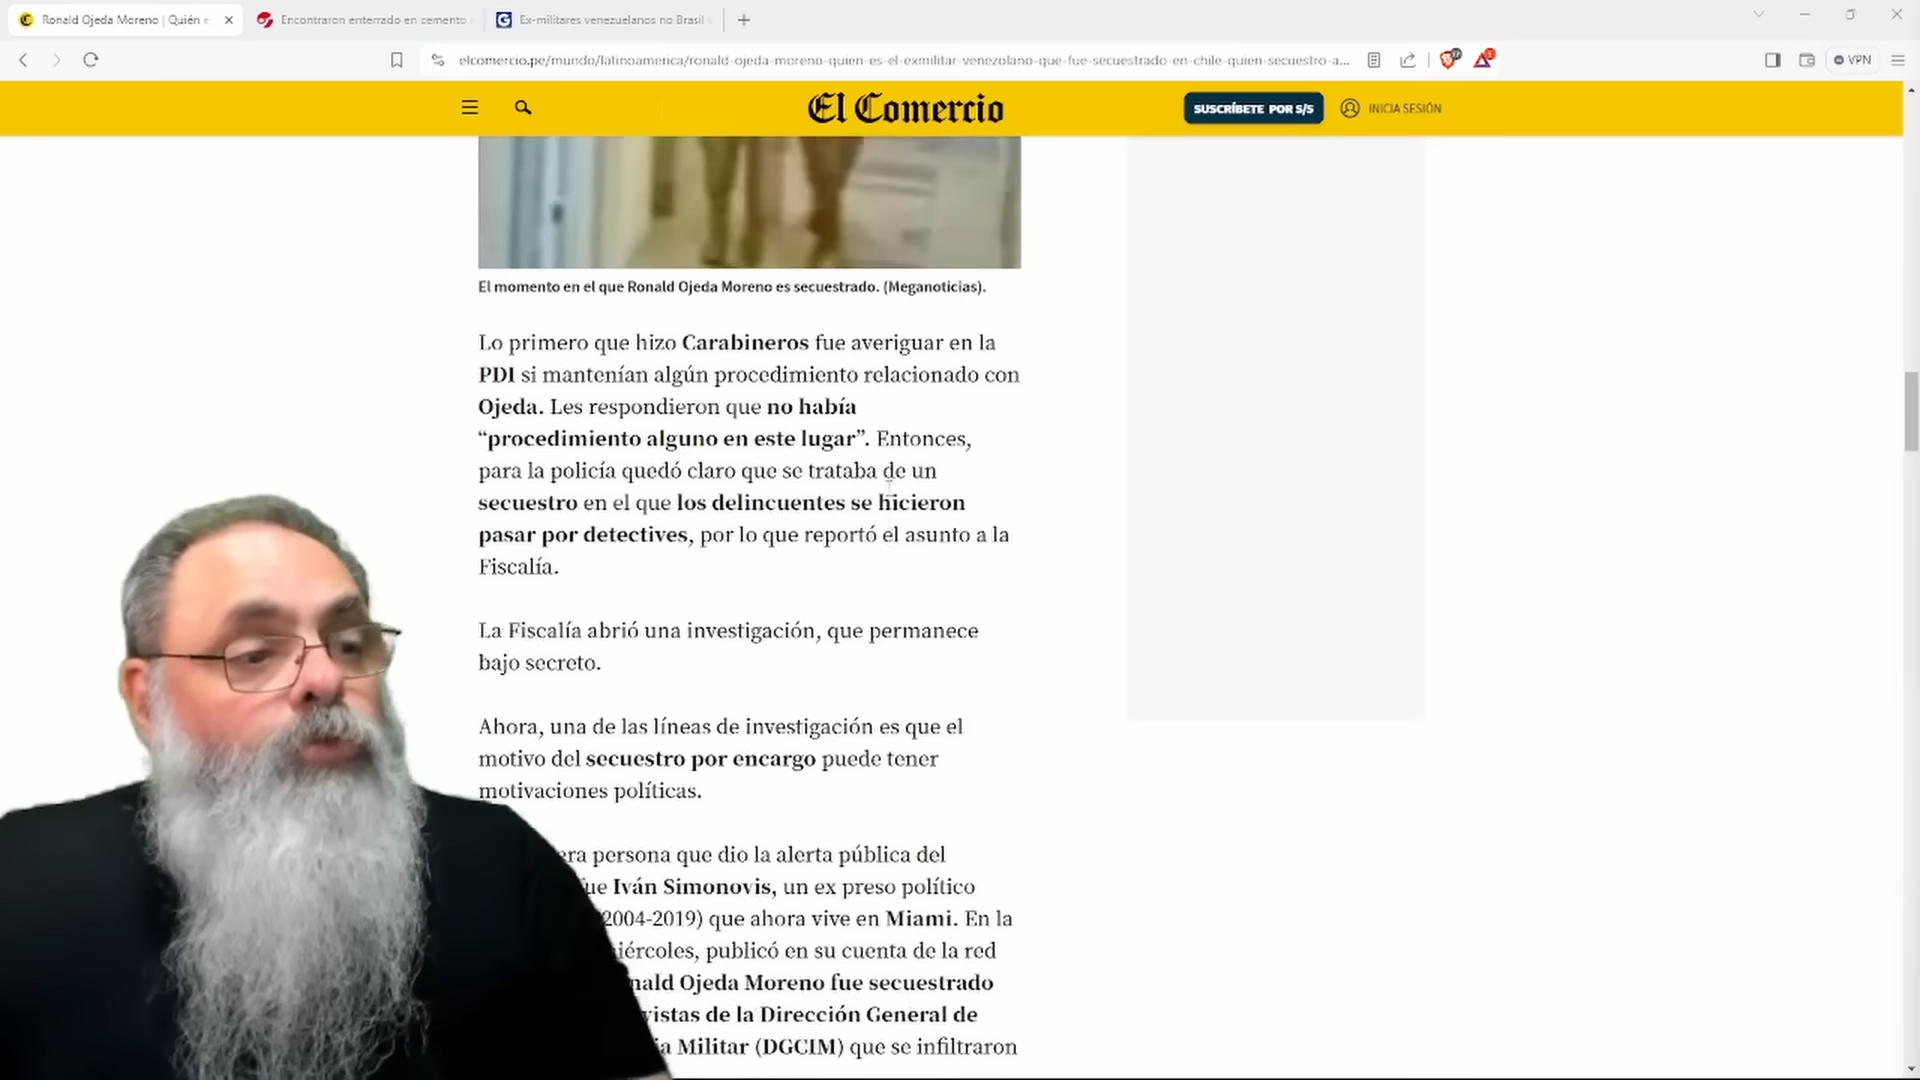 Ronald Ojeda Moreno | Quién e
Encontraron enterrado en cemento
Ex-militares venezuelanos no Brasil
elcomercio.pe/mundo/latinoamerica/ronald-ojeda-moreno-quien-es-el-exmilitar-venezolano-que-fue-secuestrado-en-chile-quien-secuestro-a...
VPN
El Comercio
SUSCRÍBETE POR S/5
INICIA SESIÓN
El momento en el que Ronald Ojeda Moreno es secuestrado. (Meganoticias).
Lo primero que hizo Carabineros fue averiguar en la
PDI si mantenían algún procedimiento relacionado con
Ojeda. Les respondieron que no había
“procedimiento alguno en este lugar”. Entonces,
para la policía quedó claro que se trataba de un
secuestro en el que los delincuentes se hicieron
pasar por detectives, por lo que reportó el asunto a la
Fiscalía.
La Fiscalía abrió una investigación, que permanece
bajo secreto.
Ahora, una de las líneas de investigación es que el
motivo del secuestro por encargo puede tener
motivaciones políticas.
era persona que dio la alerta pública del
ue Iván Simonovis, un ex preso político
2004-2019) que ahora vive en Miami. En la
iércoles, publicó en su cuenta de la red
nald Ojeda Moreno fue secuestrado
vistas de la Dirección General de
a Militar (DGCIM) que se infiltraron